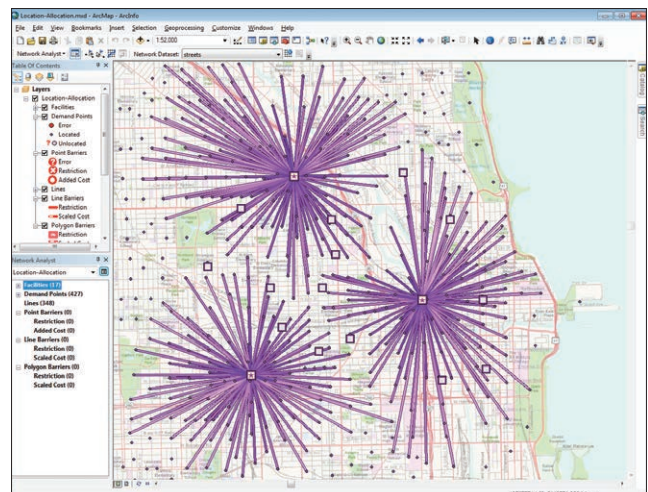 Location-Allocation.mxd - ArcMap - ArcInfo
File Edit View Bookmarks Insert Selection Geoprocessing Customize Windows Help
1:52,000
Network Analyst Network Dataset: streets
Table Of Contents
Layers
Location-Allocation
Facilities
Demand Points
Error
Located
Unlocated
Point Barriers
Error
Restriction
Added Cost
Lines
Line Barriers
Restriction
Scaled Cost
Polygon Barriers
Restriction
Network Analyst
Location-Allocation
Facilities (17)
Demand Points (427)
Lines (348)
Point Barriers (0)
Restriction (0)
Added Cost (0)
Line Barriers (0)
Restriction (0)
Scaled Cost (0)
Polygon Barriers (0)
Restriction (0)
Scaled Cost (0)
Catalog
Search